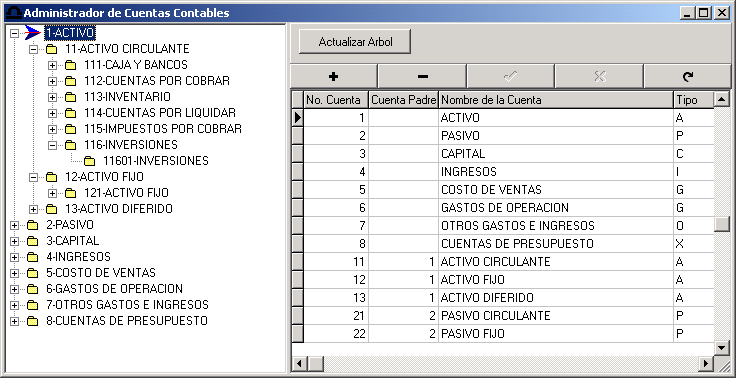 Administrador de Cuentas Contables
1-ACTIVO
11-ACTIVO CIRCULANTE
111-CAJA Y BANCOS
112-CUENTAS POR COBRAR
113-INVENTARIO
114-CUENTAS POR LIQUIDAR
115-IMPUESTOS POR COBRAR
116-INVERSIONES
11601-INVERSIONES
12-ACTIVO FIJO
121-ACTIVO FIJO
13-ACTIVO DIFERIDO
2-PASIVO
3-CAPITAL
4-INGRESOS
5-COSTO DE VENTAS
6-GASTOS DE OPERACION
7-OTROS GASTOS E INGRESOS
8-CUENTAS DE PRESUPUESTO
Actualizar Arbol
No. Cuenta Cuenta Padre Nombre de la Cuenta Tipo
1 ACTIVO A
2 PASIVO P
3 CAPITAL C
4 INGRESOS I
5 COSTO DE VENTAS G
6 GASTOS DE OPERACION G
7 OTROS GASTOS E INGRESOS O
8 CUENTAS DE PRESUPUESTO X
11 1 ACTIVO CIRCULANTE A
12 1 ACTIVO FIJO A
13 1 ACTIVO DIFERIDO A
21 2 PASIVO CIRCULANTE P
22 2 PASIVO FIJO P